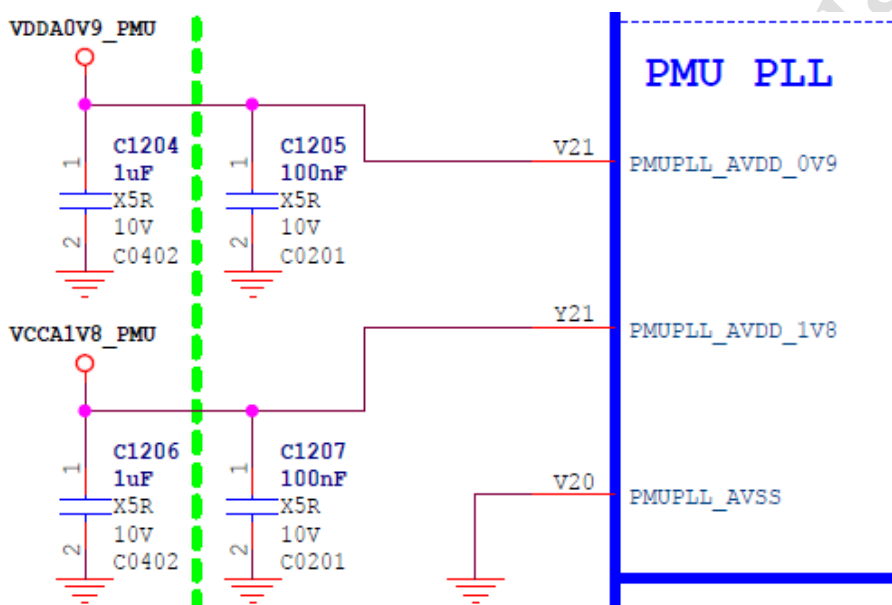 VDDA0V9_PMU
PMU PLL
1
C1204
1uF
X5R
10V
C0402
2
1
C1205
100nF
X5R
10V
C0201
2
V21
PMUPLL_AVDD_0V9
VCCA1V8_PMU
Y21
PMUPLL_AVDD_1V8
1
C1206
1uF
X5R
10V
C0402
2
1
C1207
100nF
X5R
10V
C0201
2
V20
PMUPLL_AVSS